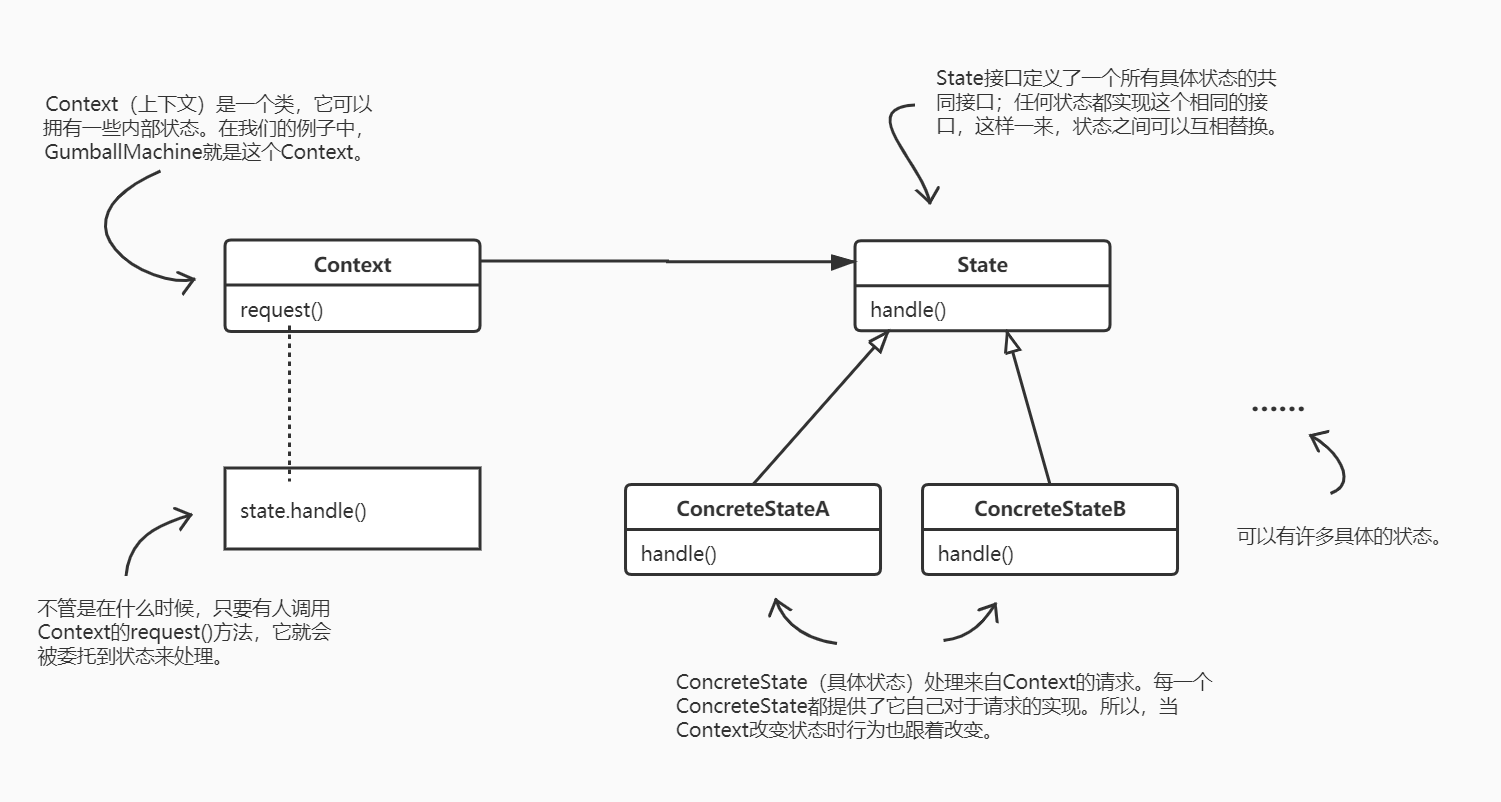 Context（上下文）是一个类，它可以
拥有一些内部状态。在我们的例子中，
GumballMachine就是这个Context。
State接口定义了一个所有具体状态的共
同接口；任何状态都实现这个相同的接
口，这样一来，状态之间可以互相替换。
Context
request()
State
handle()
state.handle()
ConcreteStateA
handle()
ConcreteStateB
handle()
......
可以有许多具体的状态。
不管是在什么时候，只要有人调用
Context的request()方法，它就会
被委托到状态来处理。
ConcreteState（具体状态）处理来自Context的请求。每一个
ConcreteState都提供了它自己对于请求的实现。所以，当
Context改变状态时行为也跟着改变。